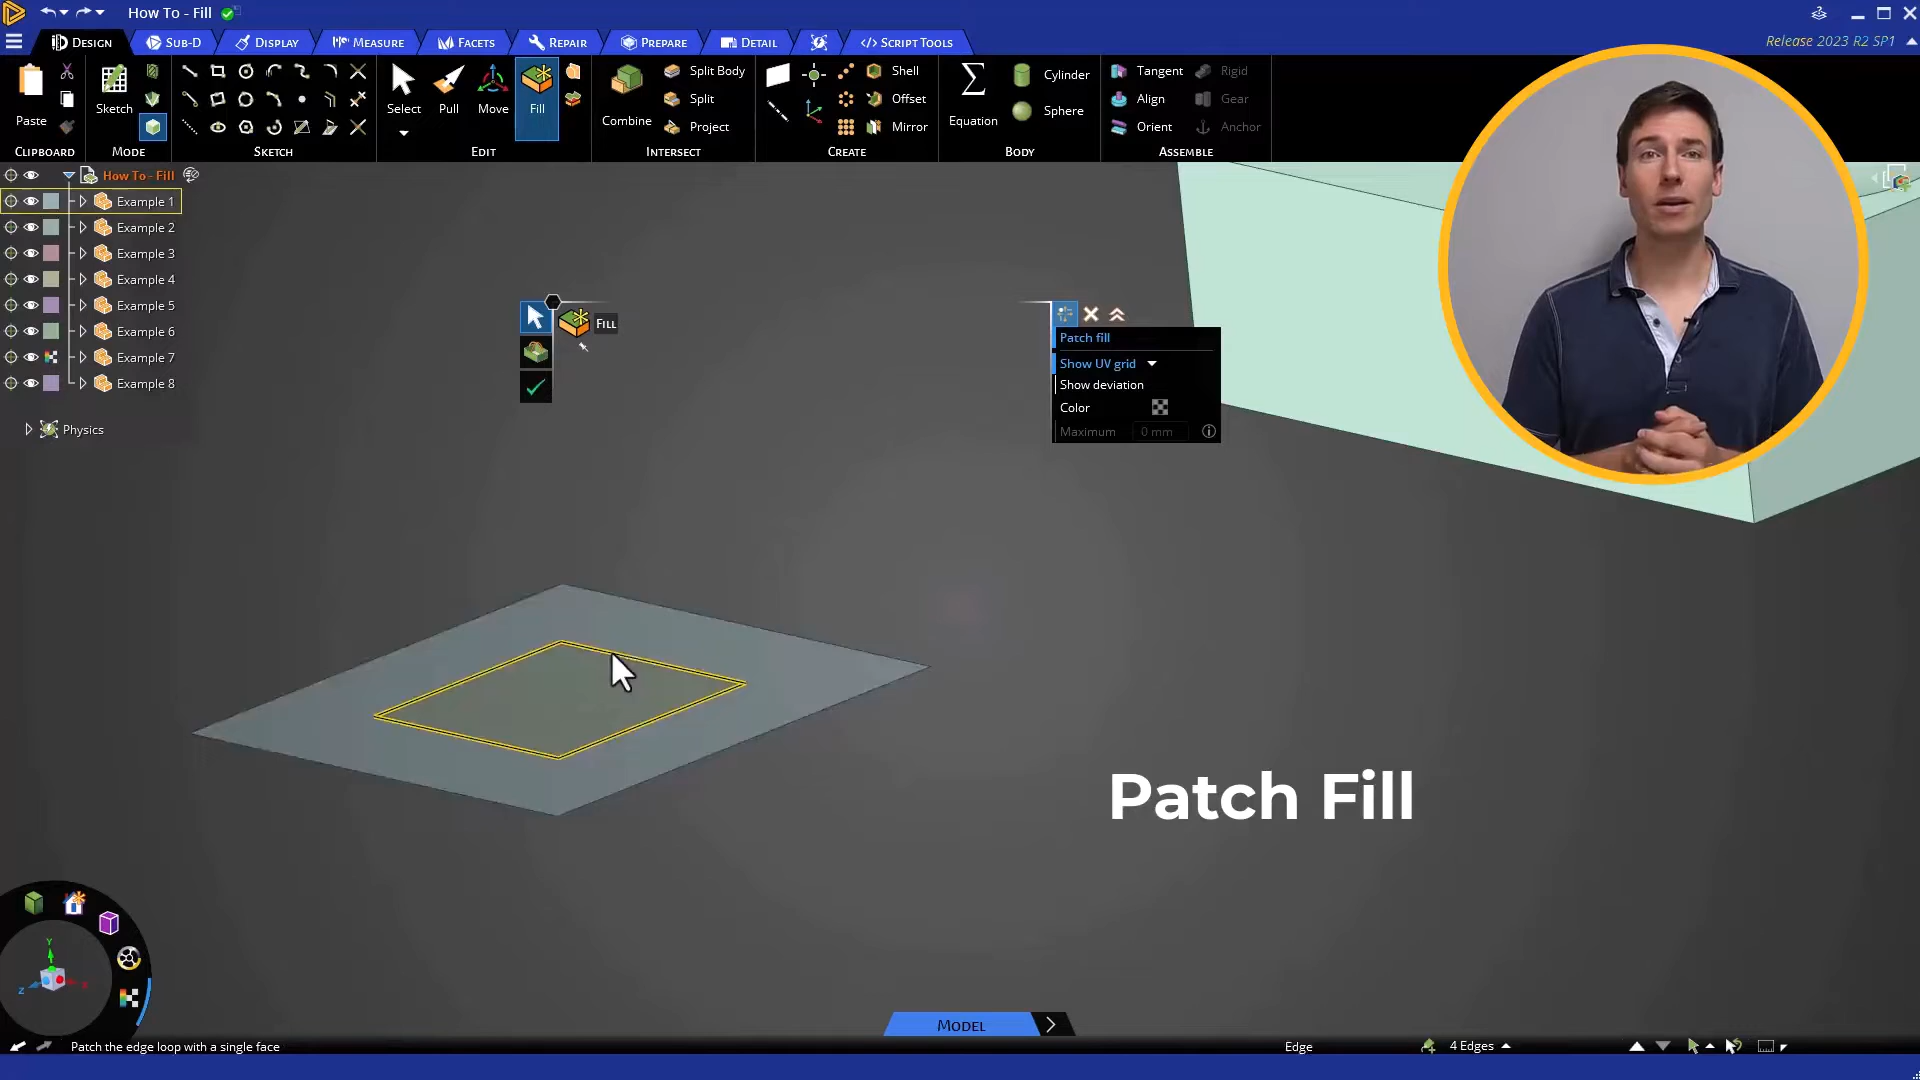 How To - Fill
Design
Sub-D
Display
Measure
Facets
Repair
Prepare
Detail
</> Script Tools
Release 2023 R2 SP1
Paste
Clipboard
Sketch
Mode
Sketch
Select
Pull
Move
Fill
Edit
Combine
Split Body
Split
Project
Intersect
Shell
Offset
Mirror
Create
Equation
Cylinder
Sphere
Body
Tangent
Align
Orient
Rigid
Gear
Anchor
Assemble
How To - Fill
Example 1
Example 2
Example 3
Example 4
Example 5
Example 6
Example 7
Example 8
Physics
Fill
Patch fill
Show UV grid
Show deviation
Color
Maximum 0 mm
Patch Fill
Y
Z
X
Model
Patch the edge loop with a single face
Edge
4 Edges